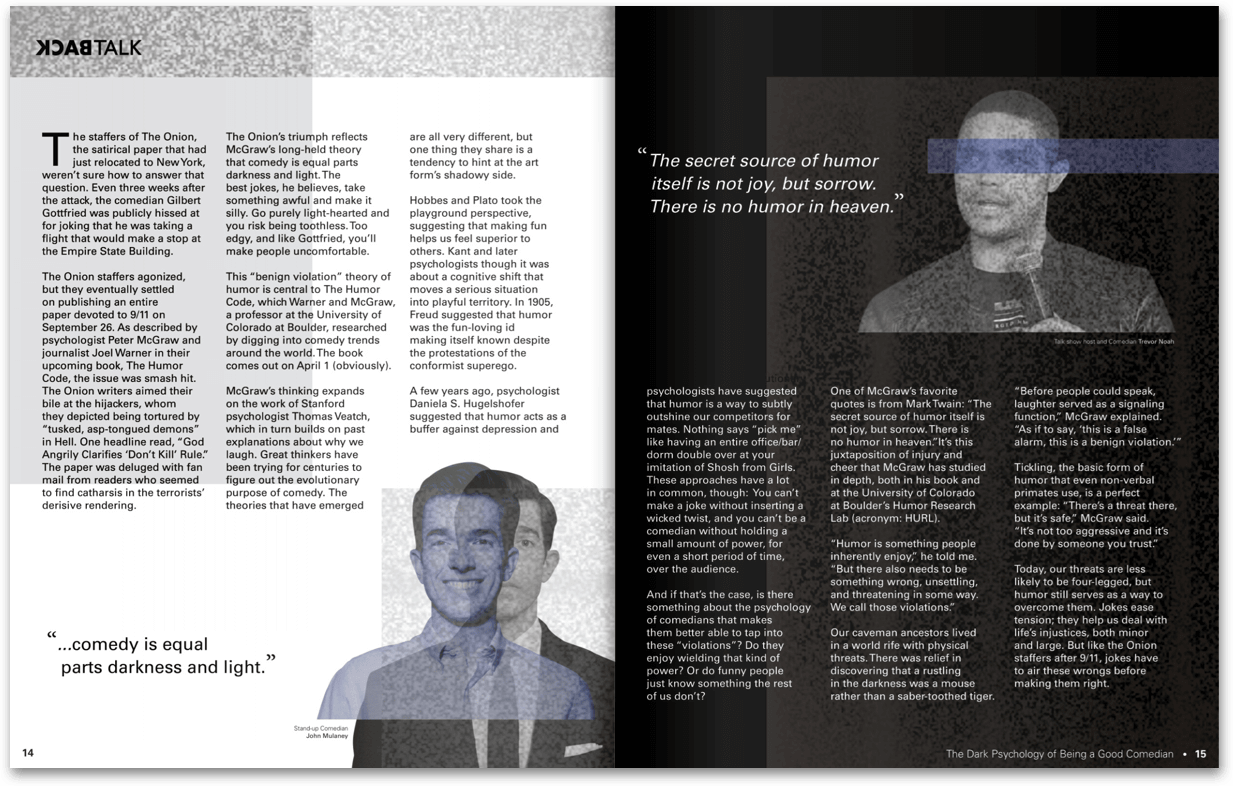 BACKTALK
The staffers of The Onion,
the satirical paper that had
just relocated to New York,
weren't sure how to answer that
question. Even three weeks after
the attack, the comedian Gilbert
Gottfried was publicly hissed at
for joking that he was taking a
flight that would make a stop at
the Empire State Building.
The Onion staffers agonized,
but they eventually settled
on publishing an entire
paper devoted to 9/11 on
September 26. As described by
psychologist Peter McGraw and
journalist Joel Warner in their
upcoming book, The Humor
Code, the issue was smash hit.
The Onion writers aimed their
bile at the hijackers, whom
they depicted being tortured by
“tusked, asp-tongued demons”
in Hell. One headline read, “God
Angrily Clarifies ‘Don’t Kill’ Rule.”
The paper was deluged with fan
mail from readers who seemed
to find catharsis in the terrorists’
derisive rendering.
The Onion’s triumph reflects
McGraw’s long-held theory
that comedy is equal parts
darkness and light. The
best jokes, he believes, take
something awful and make it
silly. Go purely light-hearted and
you risk being toothless. Too
edgy, and like Gottfried, you’ll
make people uncomfortable.
This “benign violation” theory of
humor is central to The Humor
Code, which Warner and McGraw,
a professor at the University of
Colorado at Boulder, researched
by digging into comedy trends
around the world. The book
comes out on April 1 (obviously).
McGraw’s thinking expands
on the work of Stanford
psychologist Thomas Veatch,
which in turn builds on past
explanations about why we
laugh. Great thinkers have
been trying for centuries to
figure out the evolutionary
purpose of comedy. The
theories that have emerged
are all very different, but
one thing they share is a
tendency to hint at the art
form’s shadowy side.
Hobbes and Plato took the
playground perspective,
suggesting that making fun
helps us feel superior to
others. Kant and later
psychologists though it was
about a cognitive shift that
moves a serious situation
into playful territory. In 1905,
Freud suggested that humor
was the fun-loving id
making itself known despite
the protestations of the
conformist superego.
A few years ago, psychologist
Daniela S. Hugelshofer
suggested that humor acts as a
buffer against depression and
“...comedy is equal
parts darkness and light.”
Stand-up Comedian
John Mulaney
14
“The secret source of humor
itself is not joy, but sorrow.
There is no humor in heaven.”
Talk show host and Comedian Trevor Noah
psychologists have suggested
that humor is a way to subtly
outshine our competitors for
mates. Nothing says “pick me”
like having an entire office/bar/
dorm double over at your
imitation of Shosh from Girls.
These approaches have a lot
in common, though: You can’t
make a joke without inserting a
wicked twist, and you can’t be a
comedian without holding a
small amount of power, for
even a short period of time,
over the audience.
And if that’s the case, is there
something about the psychology
of comedians that makes
them better able to tap into
these “violations”? Do they
enjoy wielding that kind of
power? Or do funny people
just know something the rest
of us don’t?
One of McGraw’s favorite
quotes is from Mark Twain: “The
secret source of humor itself is
not joy, but sorrow. There is
no humor in heaven.”It’s this
juxtaposition of injury and
cheer that McGraw has studied
in depth, both in his book and
at the University of Colorado
at Boulder’s Humor Research
Lab (acronym: HURL).
“Humor is something people
inherently enjoy,” he told me.
“But there also needs to be
something wrong, unsettling,
and threatening in some way.
We call those violations.”
Our caveman ancestors lived
in a world rife with physical
threats. There was relief in
discovering that a rustling
in the darkness was a mouse
rather than a saber-toothed tiger.
“Before people could speak,
laughter served as a signaling
function,” McGraw explained.
“As if to say, ‘this is a false
alarm, this is a benign violation.’”
Tickling, the basic form of
humor that even non-verbal
primates use, is a perfect
example: “There’s a threat there,
but it’s safe,” McGraw said.
“It’s not too aggressive and it’s
done by someone you trust.”
Today, our threats are less
likely to be four-legged, but
humor still serves as a way to
overcome them. Jokes ease
tension; they help us deal with
life’s injustices, both minor
and large. But like the Onion
staffers after 9/11, jokes have
to air these wrongs before
making them right.
The Dark Psychology of Being a Good Comedian • 15